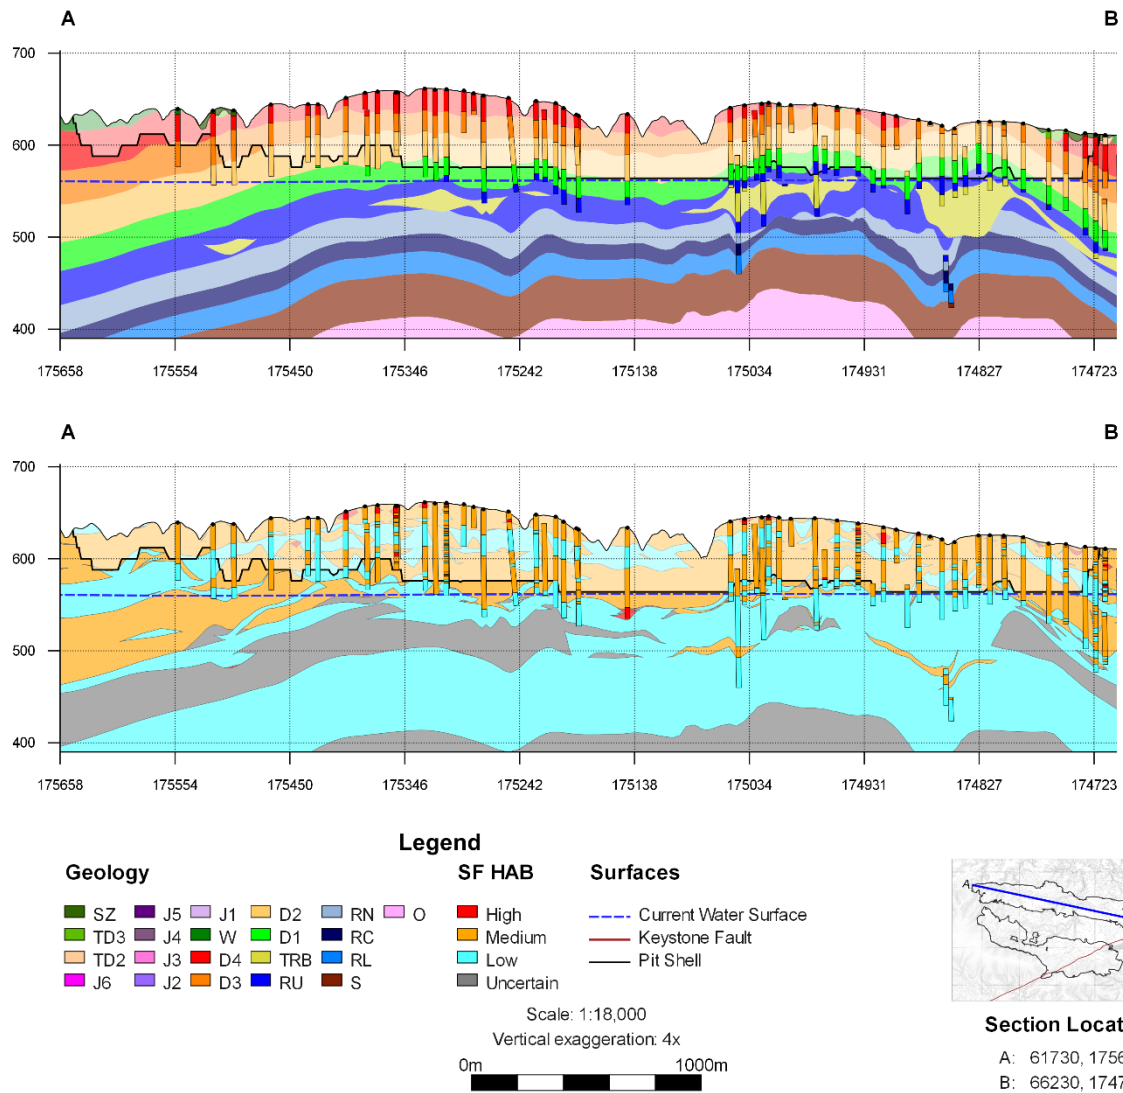 A B
700
600
500
400
175658 175554 175450 175346 175242 175138 175034 174931 174827 174723
A B
700
600
500
400
175658 175554 175450 175346 175242 175138 175034 174931 174827 174723
Legend
Geology SF HAB Surfaces
SZ J5 J1 D2 RN O High Current Water Surface
TD3 J4 W D1 RC Medium Keystone Fault
TD2 J3 D4 TRB RL Low Pit Shell
J6 J2 D3 RU S Uncertain
A
Scale: 1:18,000
Vertical exaggeration: 4x
0m 1000m
Section Locat
A: 61730, 1756
B: 66230, 1747